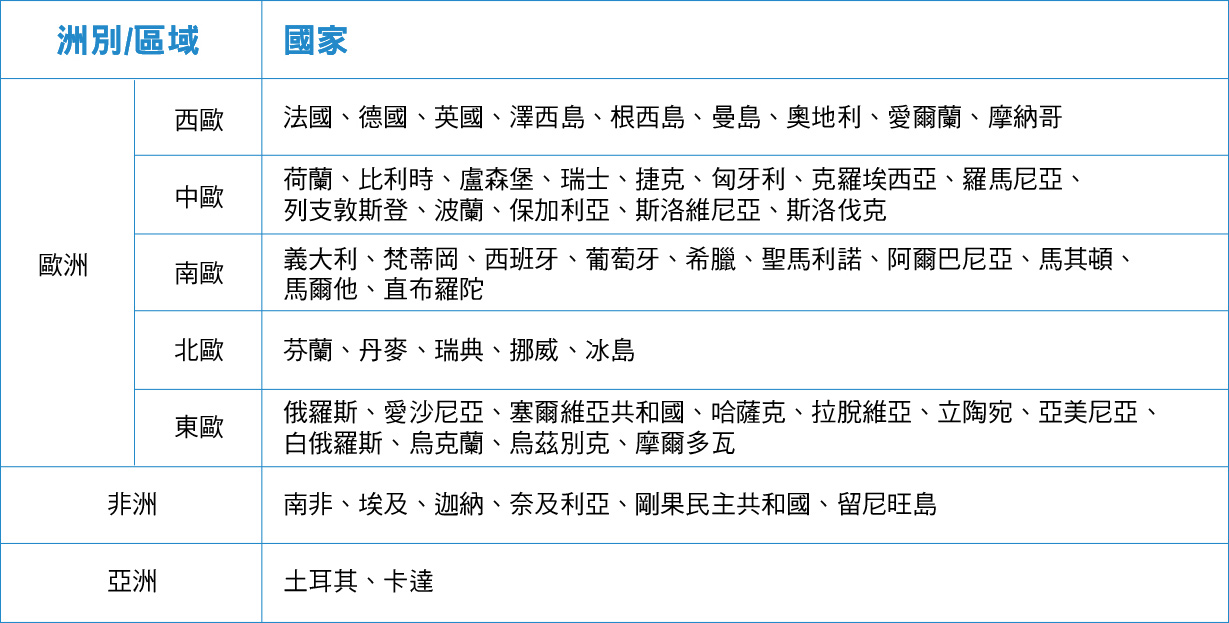 洲別/區域 國家
西歐 法國、德國、英國、澤西島、根西島、曼島、奧地利、愛爾蘭、摩納哥
中歐 荷蘭、比利時、盧森堡、瑞士、捷克、匈牙利、克羅埃西亞、羅馬尼亞、
列支敦斯登、波蘭、保加利亞、斯洛維尼亞、斯洛伐克
歐洲
南歐 義大利、梵蒂岡、西班牙、葡萄牙、希臘、聖馬利諾、阿爾巴尼亞、馬其頓、
馬爾他、直布羅陀
北歐 芬蘭、丹麥、瑞典、挪威、冰島
東歐 俄羅斯、愛沙尼亞、塞爾維亞共和國、哈薩克、拉脫維亞、立陶宛、亞美尼亞、
白俄羅斯、烏克蘭、烏茲別克、摩爾多瓦
非洲 南非、埃及、迦納、奈及利亞、剛果民主共和國、留尼旺島
亞洲 土耳其、卡達